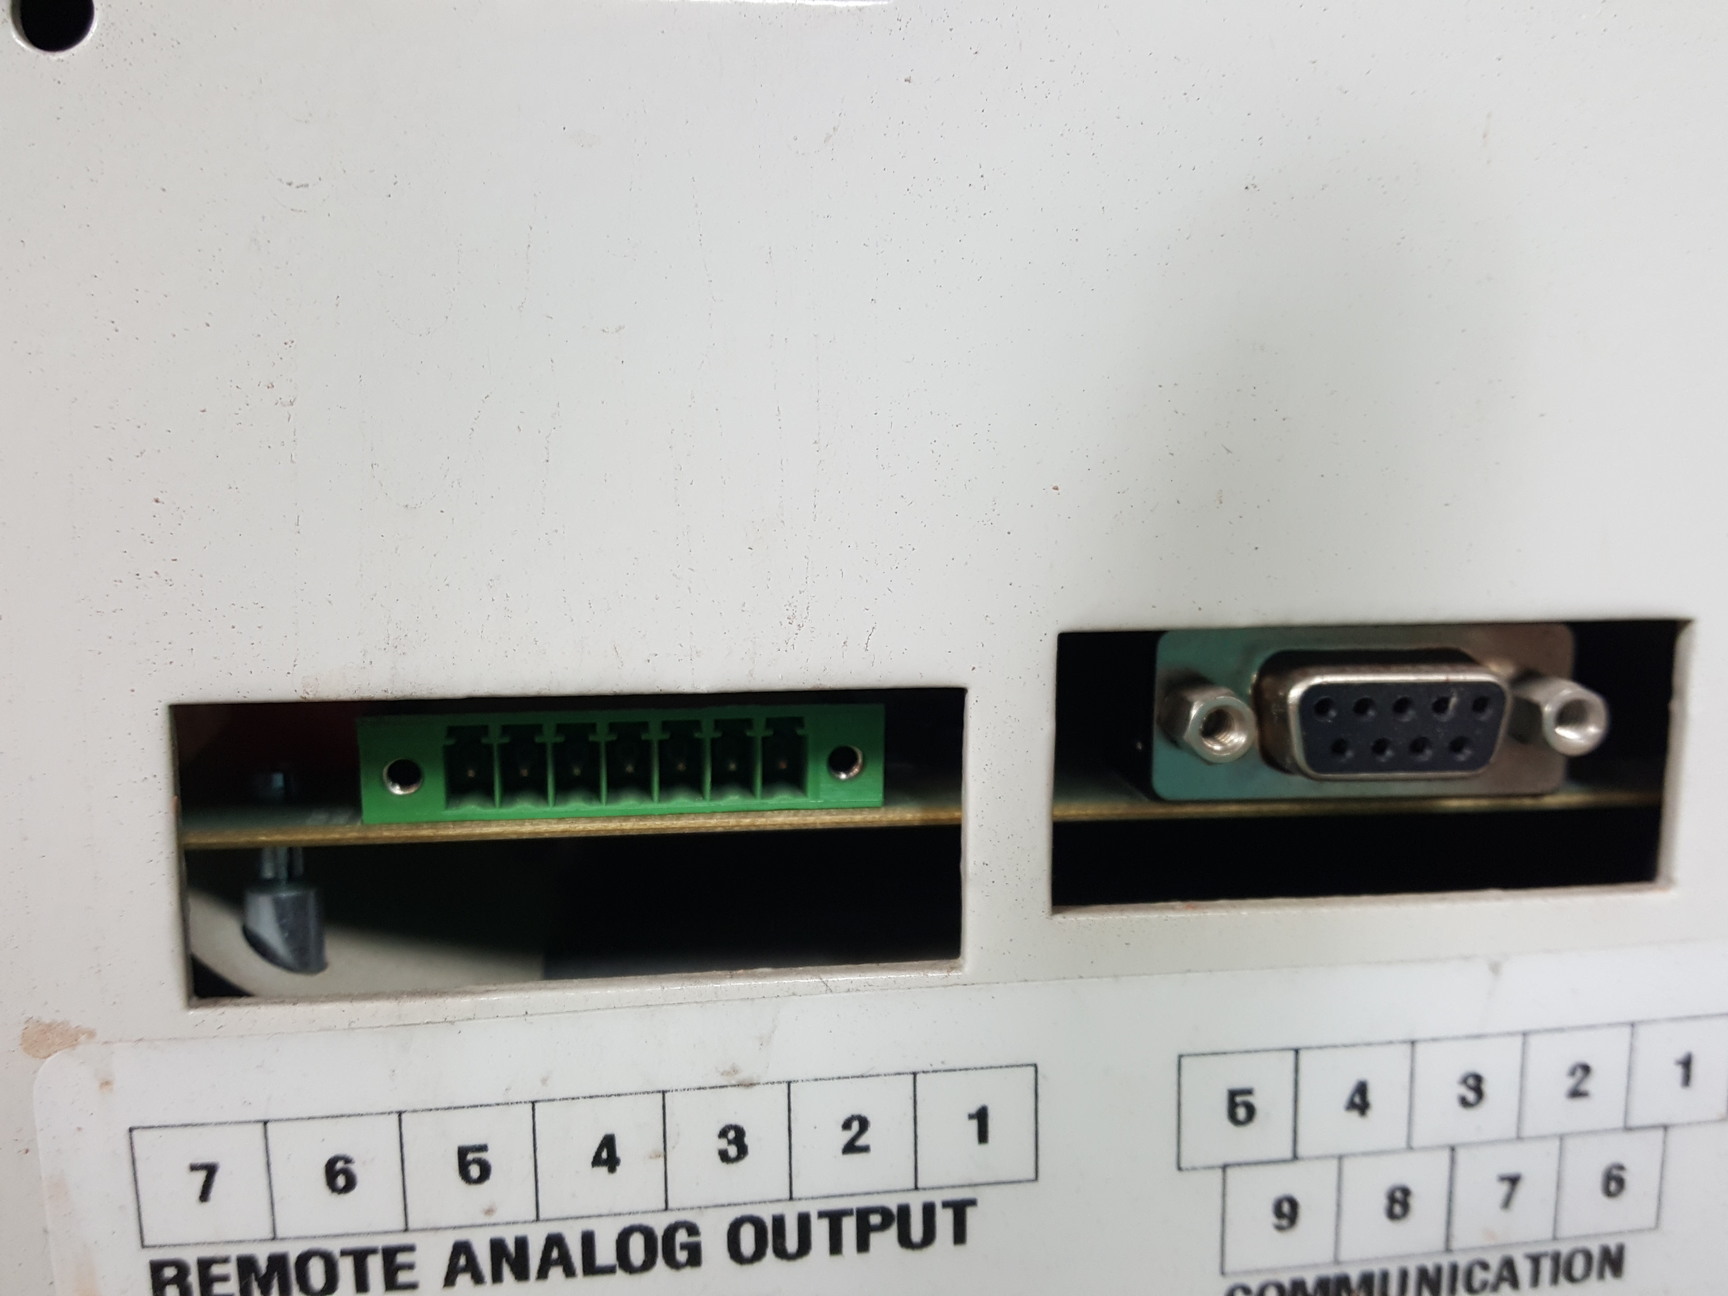 7 6 5 4 3 2 1
REMOTE ANALOG OUTPUT
5 4 3 2 1
9 8 7 6
COMMUNICATION